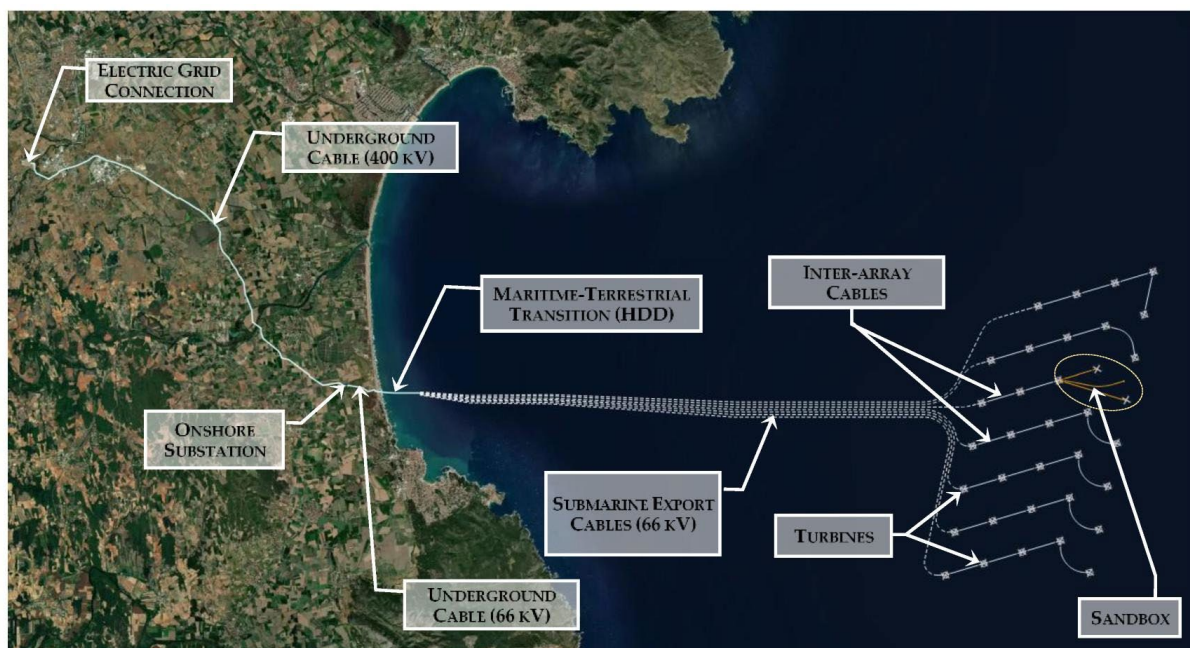 ELECTRIC GRID
CONNECTION
UNDERGROUND
CABLE (400 KV)
MARITIME-TERRESTRIAL
TRANSITION (HDD)
INTER-ARRAY
CABLES
ONSHORE
SUBSTATION
SUBMARINE EXPORT
CABLES (66 KV)
TURBINES
UNDERGROUND
CABLE (66 KV)
SANDBOX